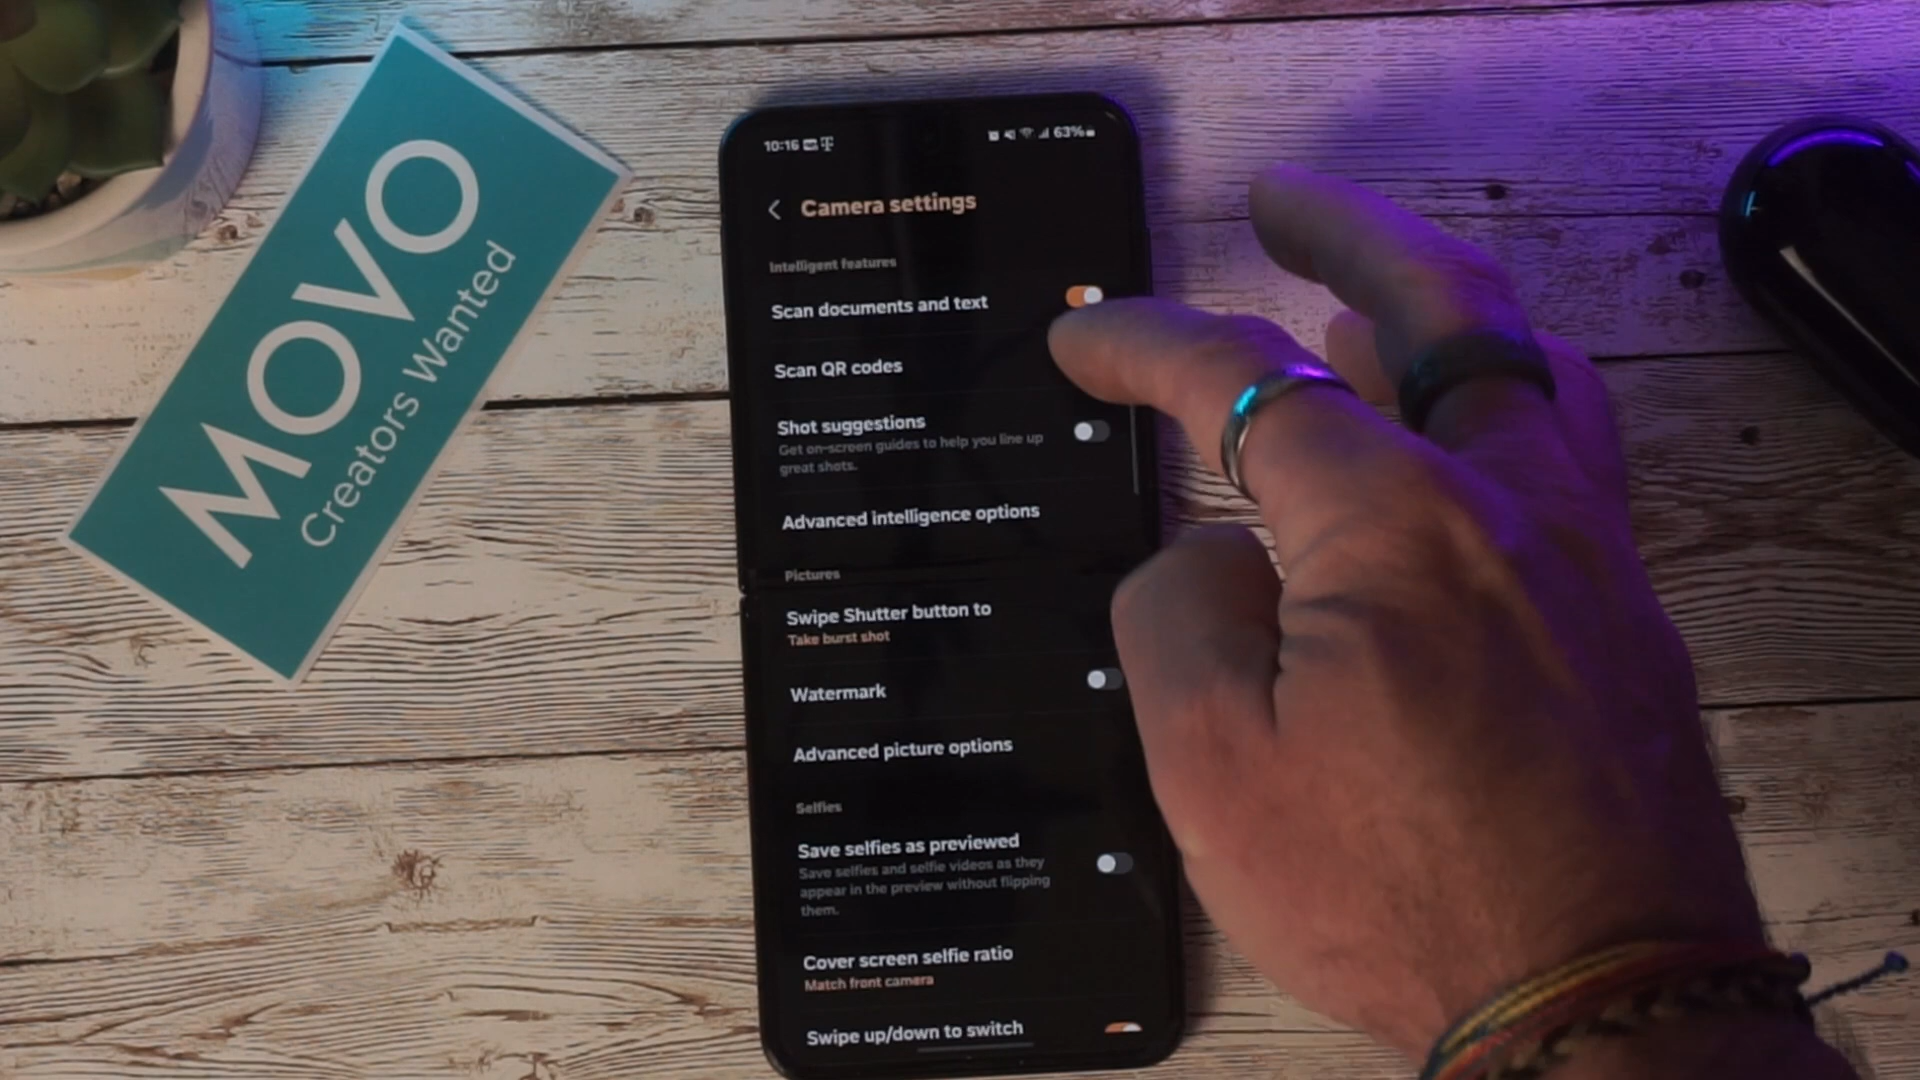 MOVO
Creators Wanted
10:16
63%
Camera settings
Intelligent features
Scan documents and text
Scan QR codes
Shot suggestions
Get on-screen guides to help you line up
great shots.
Advanced intelligence options
Pictures
Swipe Shutter button to
Take burst shot
Watermark
Advanced picture options
Selfies
Save selfies as previewed
Save selfies and selfie videos as they
appear in the preview without flipping
them.
Cover screen selfie ratio
Match front camera
Swipe up/down to switch